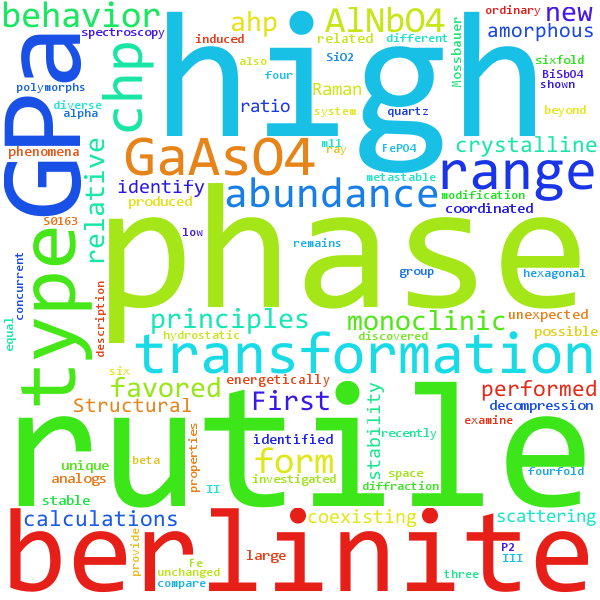 behavior
spectroscopy
polymorphs
diverse
alpha
phenomena
S0163
GPa
chp
high
ahp
induced
also
four
ratio
related
SiO2
Raman
system
AlNbO4
different
quartz
FePO4
mll
ray
metastable
Mossbauer
ordinary
new
amorphous
sixfold
BiSbO4
shown
beyond
crystalline
GaAsO4
range
identify
abundance
modification
produced
coordinated
relative
type
low
remains
group
hexagonal
phase
concurrent
equal
description
principles
monoclinic
unexpected
possible
hydrostatic
discovered
transformation
six
favored
energetically
First
Structural
stability
performed
decompression
examine
recently
rutile
identified
form
unique
analogs
beta
properties
II
investigated
space
diffraction
fourfold
stable
calculations
coexisting
scattering
berlinite
provide
large
fe
unchanged
compare
three
P2
III